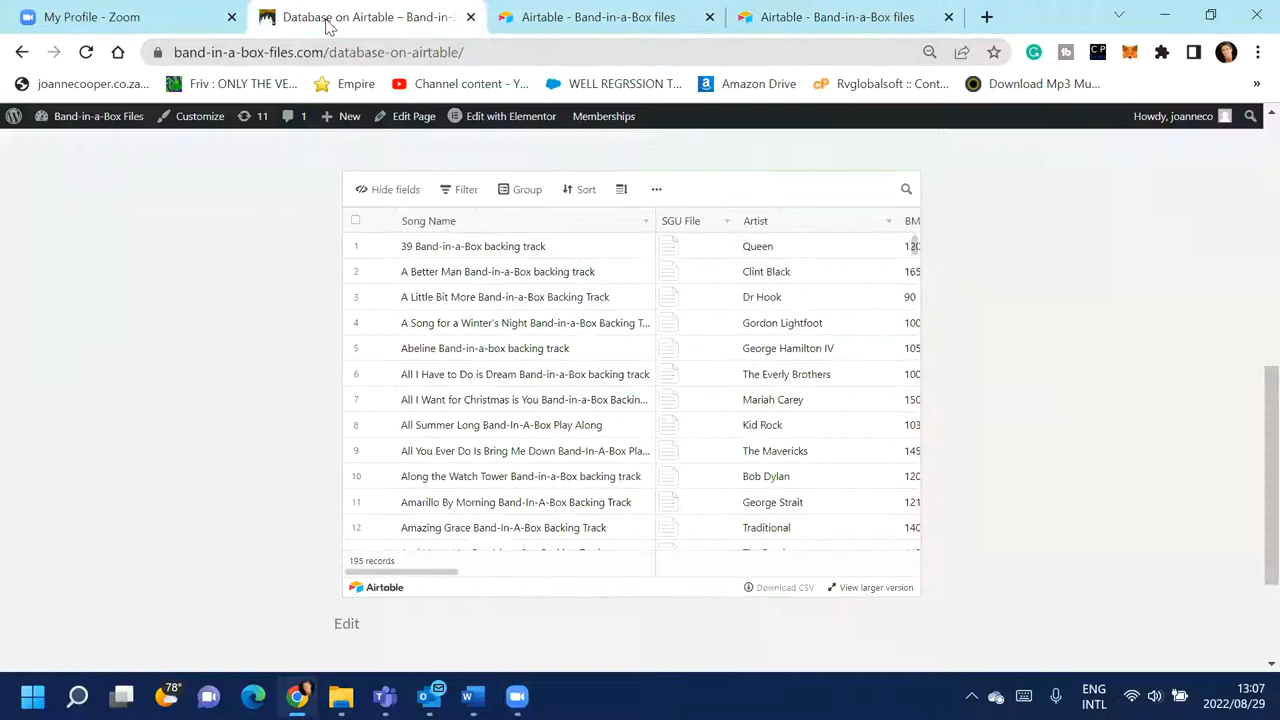 My Profile - Zoom
Database on Airtable – Band-in-
Airtable - Band-in-a-Box files
Airtable - Band-in-a-Box files
band-in-a-box-files.com/database-on-airtable/
joannecooper.co.za...
Friv : ONLY THE VE...
Empire
Channel content - Y...
WELL REGRSSION T...
Amazon Drive
Rvglobalsoft :: Cont...
Download Mp3 Mu...
»
Band-in-a-Box Files
Customize
11
1
New
Edit Page
Edit with Elementor
Memberships
Howdy, joanneco
Hide fields
Filter
Group
Sort
Song Name
SGU File
Artist
BM
1 39 Band-in-a-Box backing track Queen 120
2 etter Man Band-in-a-Box backing track Clint Black 165
3 ittle Bit More Band-in-a-Box Backing Track Dr Hook 90
4 ong for a Winter's Night Band-in-a-box Backing T... Gordon Lightfoot 100
5 line Band-in-a-box backing track George Hamilton IV 105
6 All I Have to Do is Dream Band-in-a-Box backing track The Everly Brothers 100
7 All I Want for Christmas is You Band-in-a-Box Backin... Mariah Carey 150
8 Summer Long Band-In-A-Box Play Along Kid Rock 103
9 You Ever Do Is Bring Me Down Band-In-A-Box Pla... The Mavericks 145
10 ong the Watch Tower Band-in-a-Box backing track Bob Dylan 120
11 marillo By Morning Band-In-A-Box Backing Track George Strait 121
12 Amazing Grace Band-In-A-Box Backing Track Traditional 140
195 records
Airtable
Download CSV
View larger version
Edit
78°
ENG
INTL
13:07
2022/08/29